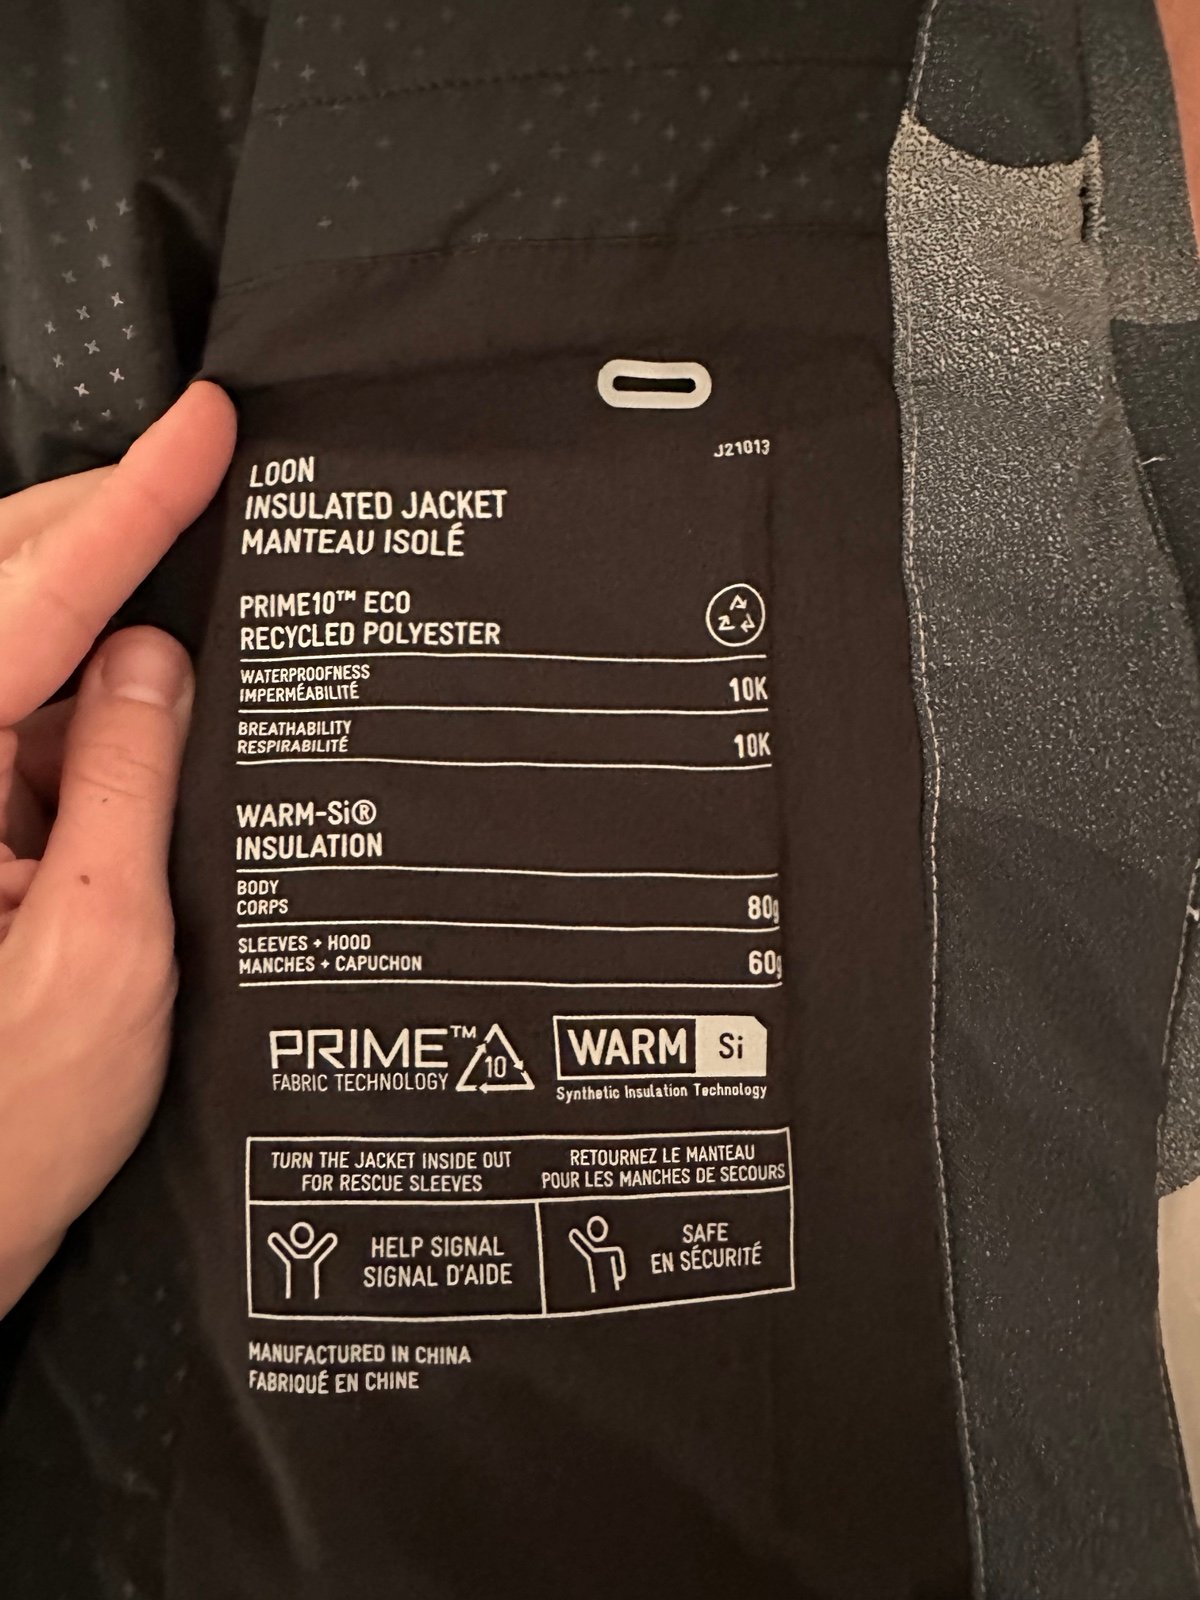 J21013
LOON
INSULATED JACKET
MANTEAU ISOLÉ
PRIME10™ ECO
RECYCLED POLYESTER
WATERPROOFNESS
IMPERMÉABILITÉ
10K
BREATHABILITY
RESPIRABILITÉ
10K
WARM-Si®
INSULATION
BODY
CORPS
80g
SLEEVES + HOOD
MANCHES + CAPUCHON
60g
PRIME™ 10
FABRIC TECHNOLOGY
WARM Si
Synthetic Insulation Technology
TURN THE JACKET INSIDE OUT
FOR RESCUE SLEEVES
RETOURNEZ LE MANTEAU
POUR LES MANCHES DE SECOURS
HELP SIGNAL
SIGNAL D'AIDE
SAFE
EN SÉCURITÉ
MANUFACTURED IN CHINA
FABRIQUÉ EN CHINE